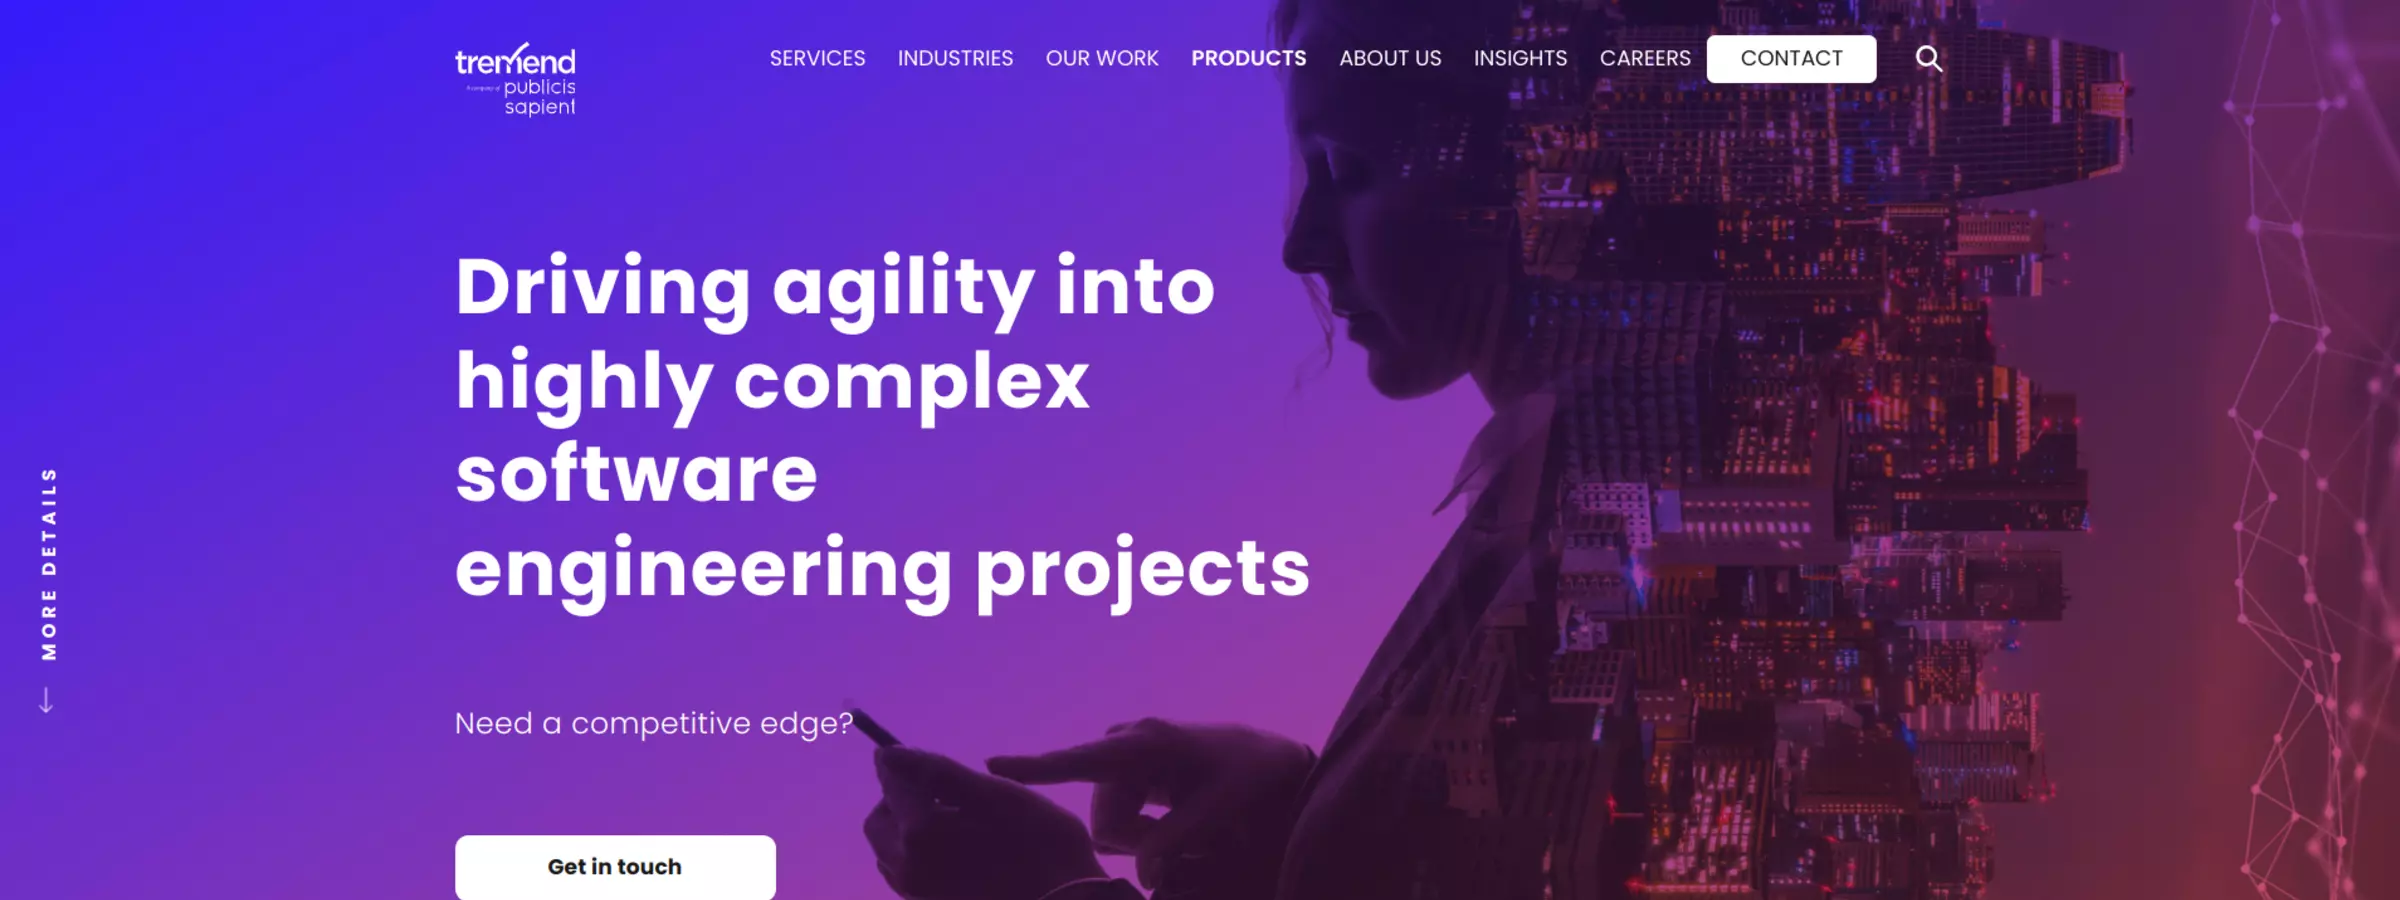 tremend
A company of publicis
sapient
SERVICES INDUSTRIES OUR WORK PRODUCTS ABOUT US INSIGHTS CAREERS CONTACT
Driving agility into
highly complex
software
engineering projects
MORE DETAILS
Need a competitive edge?
Get in touch